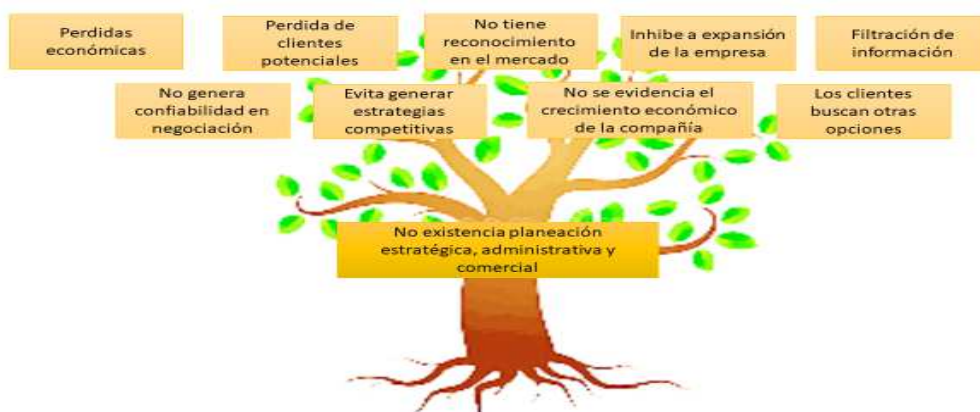 Perdidas
económicas
Perdida de
clientes
potenciales
No tiene
reconocimiento
en el mercado
Inhibe a expansión
de la empresa
Filtración de
información
No genera
confiabilidad en
negociación
Evita generar
estrategias
competitivas
No se evidencia el
crecimiento económico
de la compañía
Los clientes
buscan otras
opciones
No existencia planeación
estratégica, administrativa y
comercial